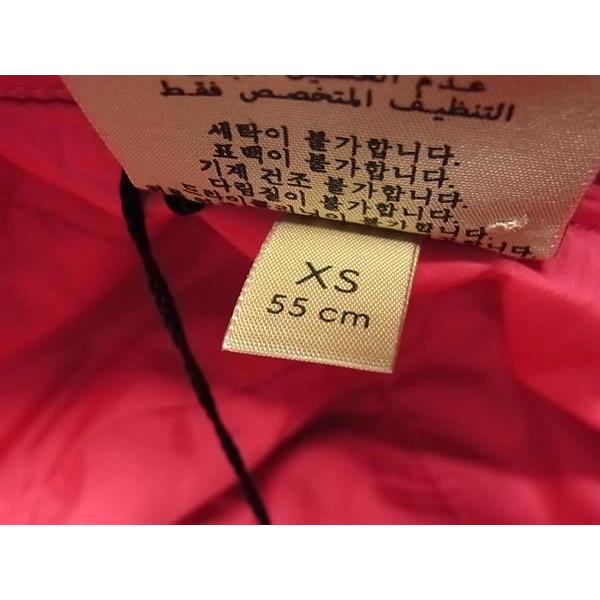 التنظيف المتخصص فقط
세탁이 불가합니다.
표백이 불가합니다.
기계 건조 불가합니다.
다림질이 불가합니다.
XS
55 cm